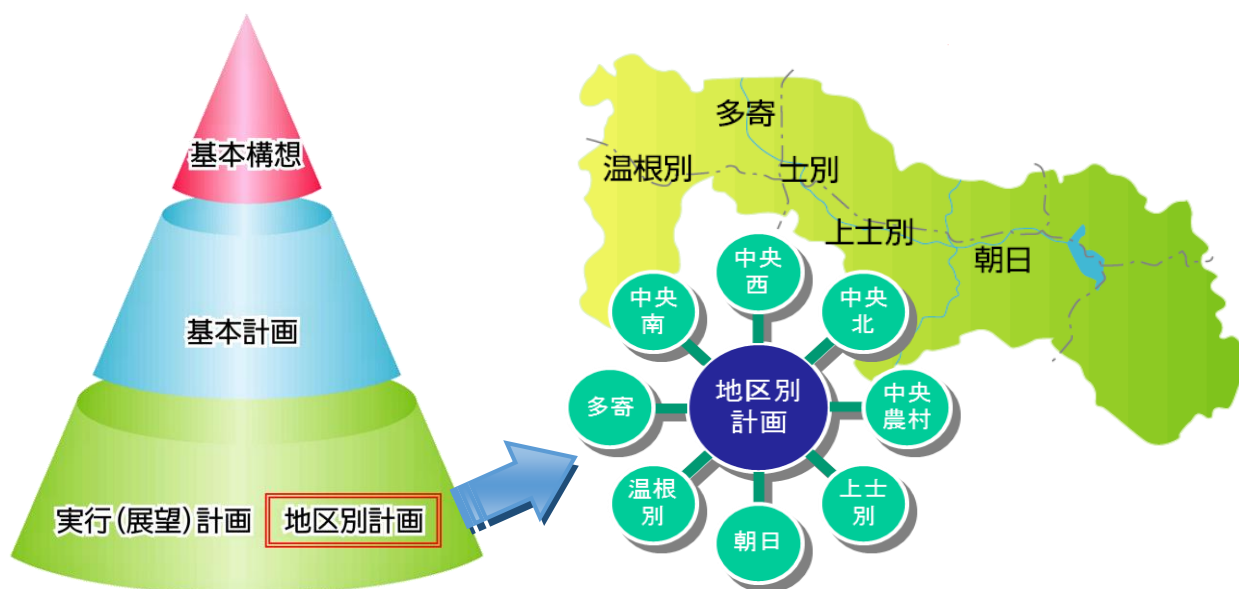 基本構想
基本計画
実行(展望)計画
地区別計画
多寄
温根別
士別
上士別
朝日
中央
西
中央
南
中央
北
多寄
地区別
計画
中央
農村
温根
別
上士
別
朝日